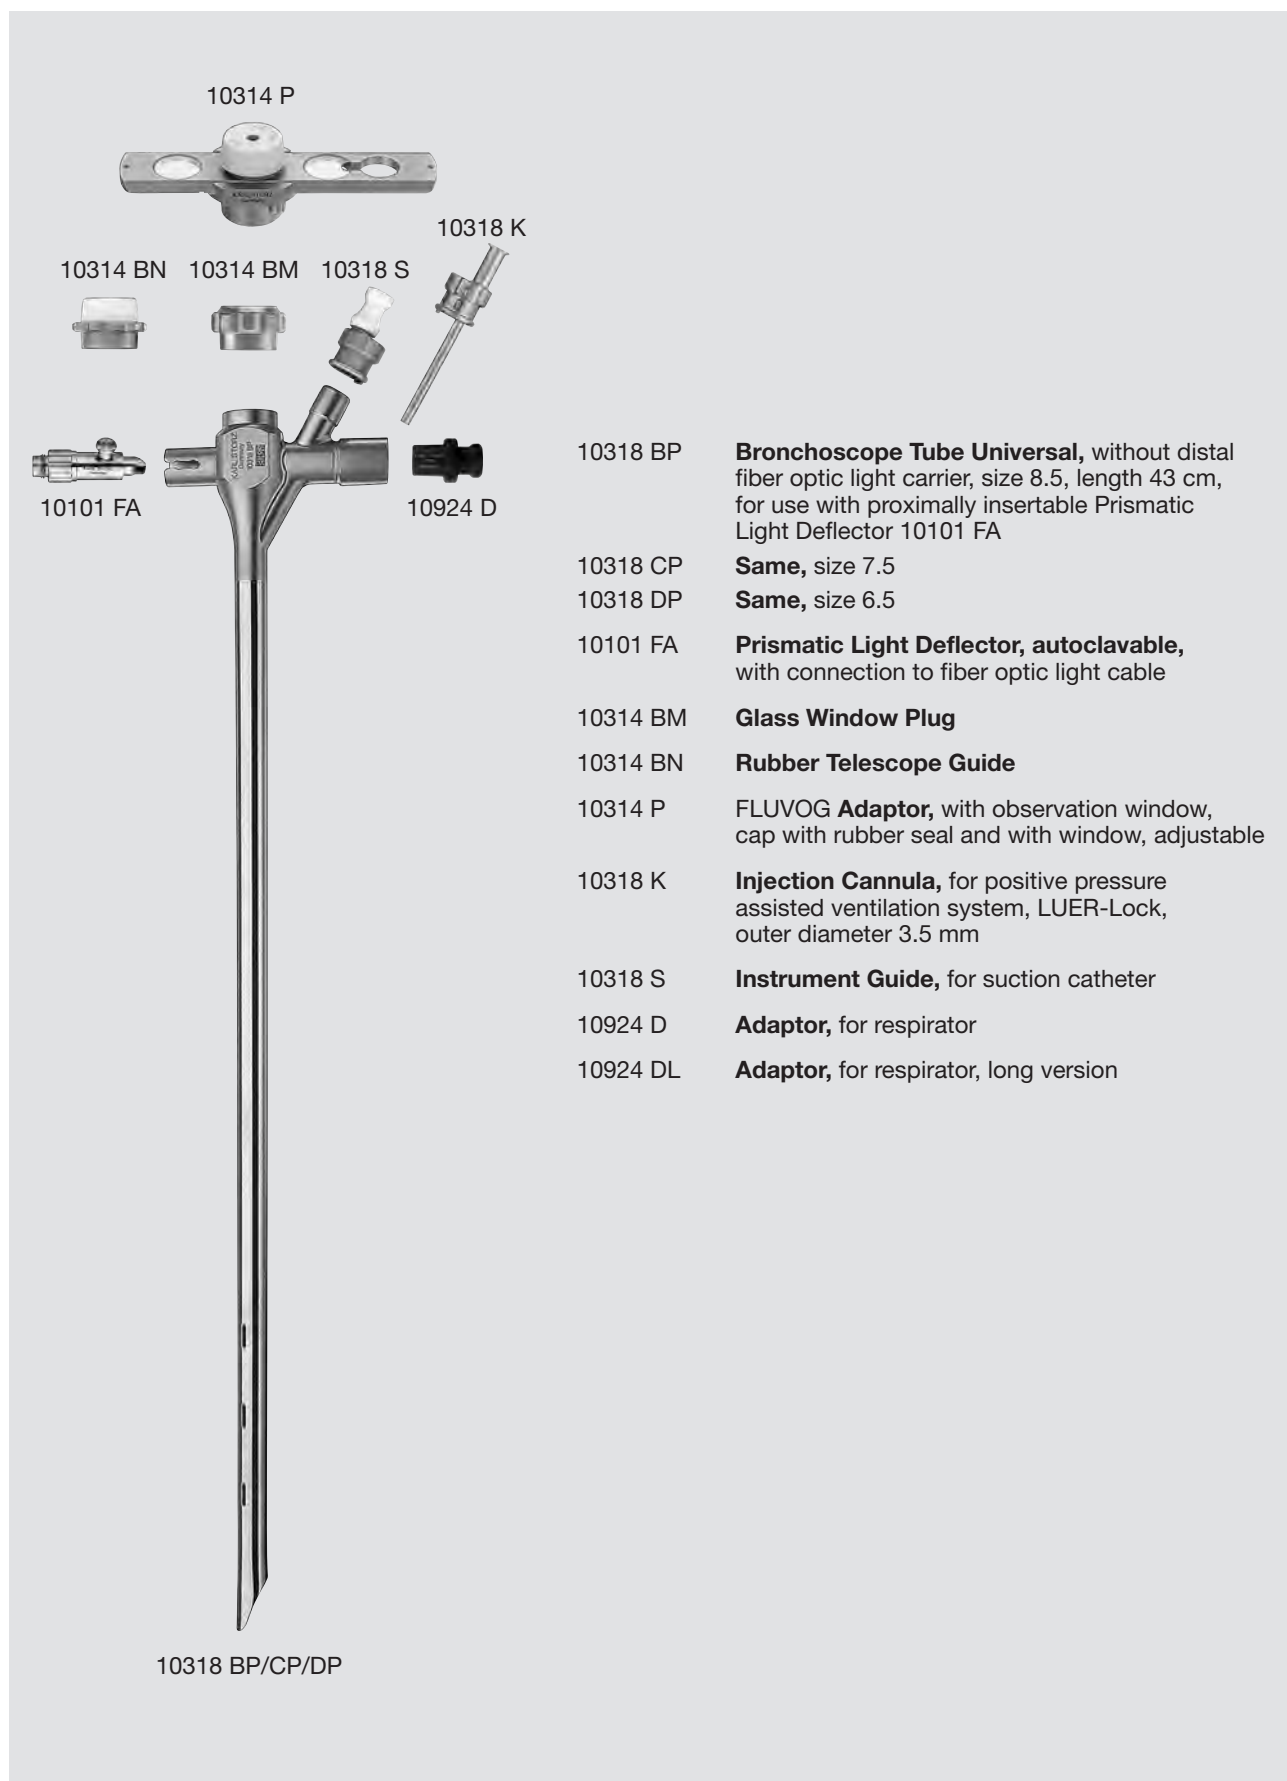 10314 P
10318 K
10314 BN 10314 BM 10318 S
KARL STORZ
Germany
10318 BP
10101 FA
10924 D
10318 BP Bronchoscope Tube Universal, without distal
fiber optic light carrier, size 8.5, length 43 cm,
for use with proximally insertable Prismatic
Light Deflector 10101 FA
10318 CP Same, size 7.5
10318 DP Same, size 6.5
10101 FA Prismatic Light Deflector, autoclavable,
with connection to fiber optic light cable
10314 BM Glass Window Plug
10314 BN Rubber Telescope Guide
10314 P FLUVOG Adaptor, with observation window,
cap with rubber seal and with window, adjustable
10318 K Injection Cannula, for positive pressure
assisted ventilation system, LUER-Lock,
outer diameter 3.5 mm
10318 S Instrument Guide, for suction catheter
10924 D Adaptor, for respirator
10924 DL Adaptor, for respirator, long version
10318 BP/CP/DP